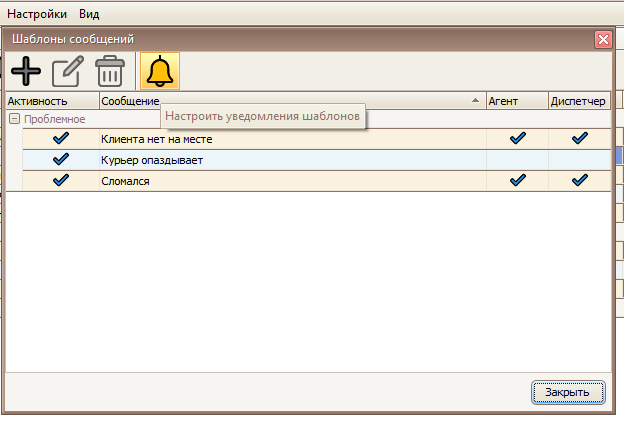 Настройки Вид
Шаблоны сообщений
Активность Сообщение Агент Диспетчер
Настроить уведомления шаблонов
Проблемное
Клиента нет на месте
Курьер опаздывает
Сломался
Закрыть